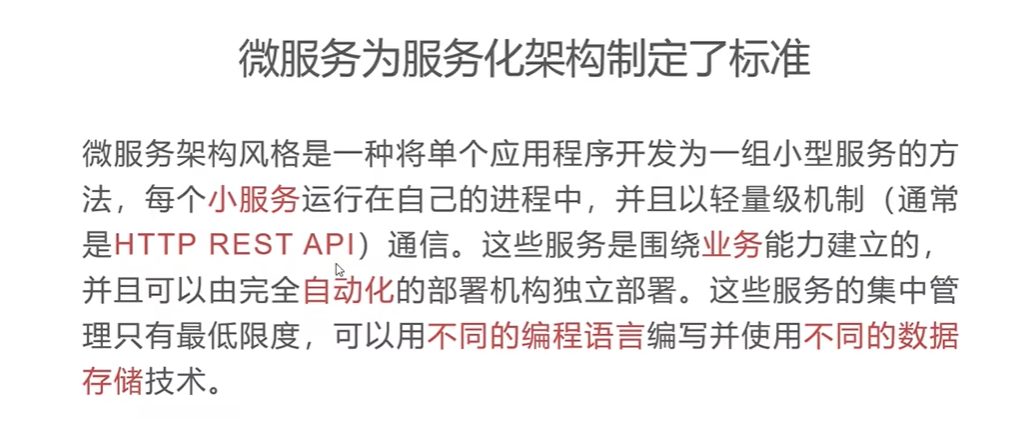 微服务为服务化架构制定了标准
微服务架构风格是一种将单个应用程序开发为一组小型服务的方
法，每个小服务运行在自己的进程中，并且以轻量级机制（通常
是HTTP REST API）通信。这些服务是围绕业务能力建立的，
并且可以由完全自动化的部署机构独立部署。这些服务的集中管
理只有最低限度，可以用不同的编程语言编写并使用不同的数据
存储技术。